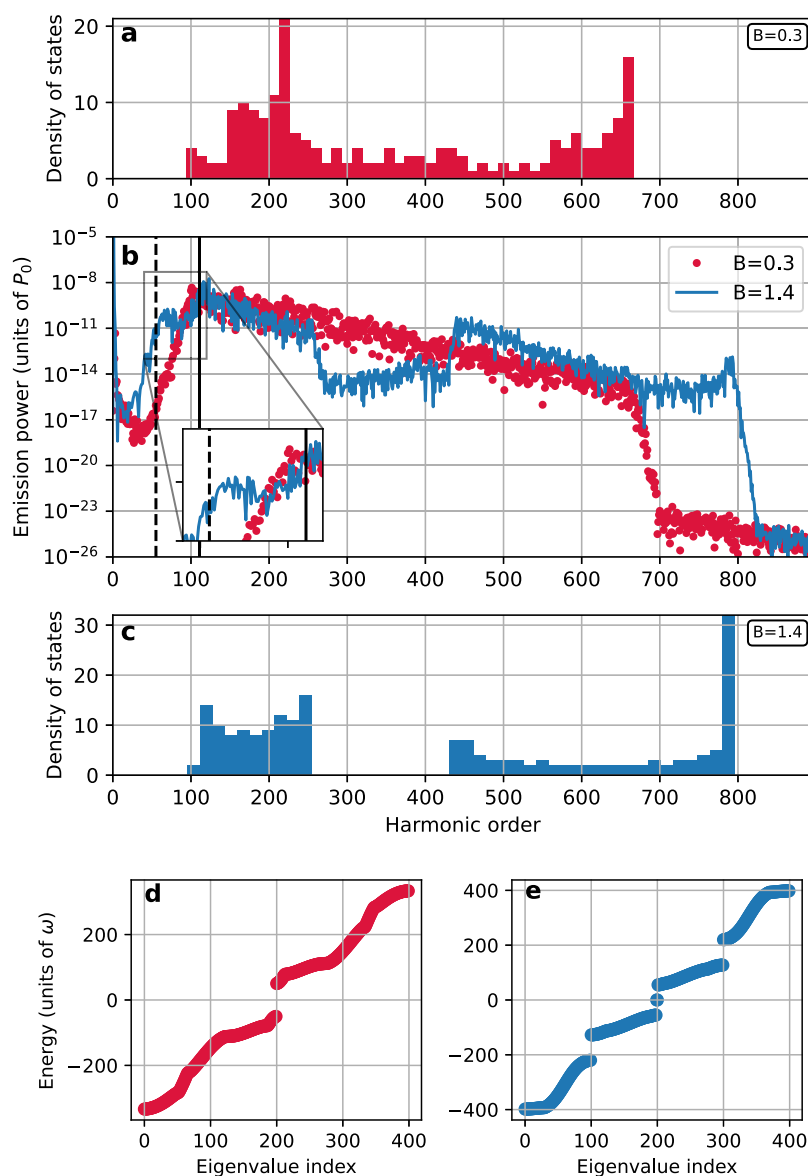 a
B=0.3
Density of states
20
10
0
0 100 200 300 400 500 600 700 800
b
B=0.3
B=1.4
Emission power (units of P₀)
10⁻⁵
10⁻⁸
10⁻¹¹
10⁻¹⁴
10⁻¹⁷
10⁻²⁰
10⁻²³
10⁻²⁶
0 100 200 300 400 500 600 700 800
c
B=1.4
Density of states
30
20
10
0
0 100 200 300 400 500 600 700 800
Harmonic order
d
Energy (units of ω)
200
0
−200
0 100 200 300 400
Eigenvalue index
e
400
200
0
−200
−400
0 100 200 300 400
Eigenvalue index